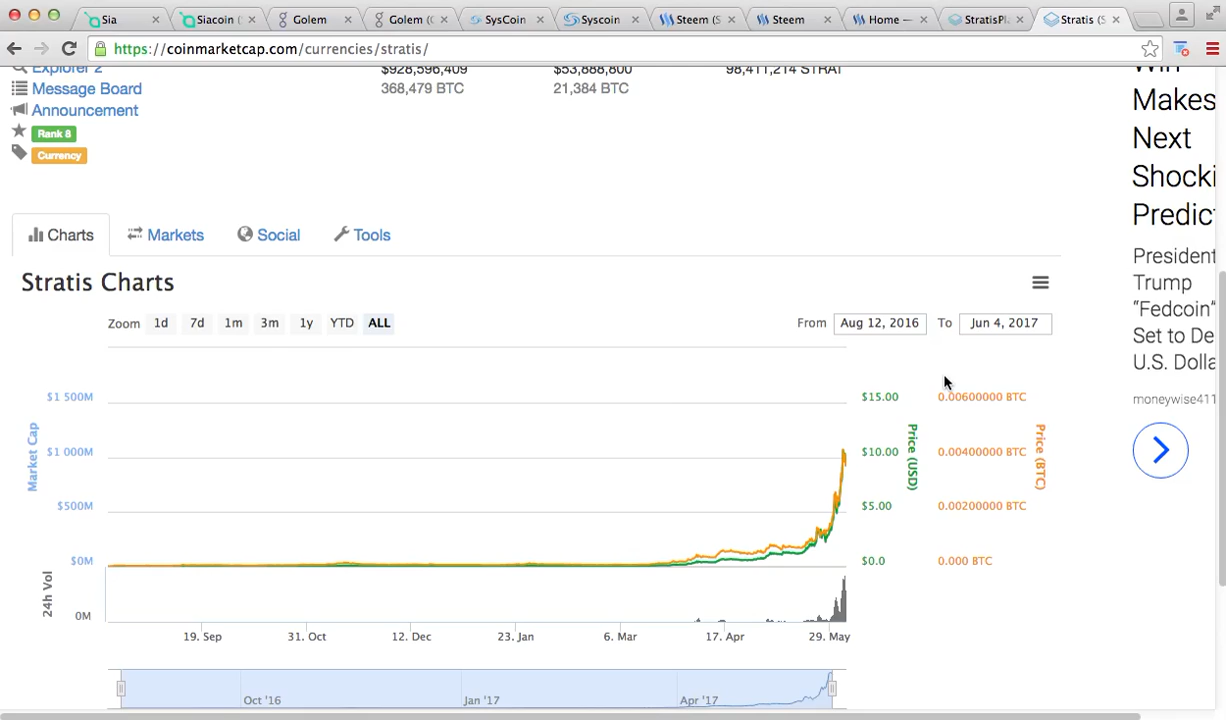 Sia
Siacoin (
Golem
Golem (
SysCoin
Syscoin
Steem (S
Steem
Home —
StratisPl
Stratis (S
https://coinmarketcap.com/currencies/stratis/
Explorer 2
$928,596,409 $53,888,800 98,411,214 STRAT
Message Board
368,479 BTC 21,384 BTC
Announcement
Rank 8
Currency
Win
Makes
Next
Shocki
Predict
President
Trump
"Fedcoin"
Set to De
U.S. Dolla
moneywise411
Charts Markets Social Tools
Stratis Charts
Zoom 1d 7d 1m 3m 1y YTD ALL
From Aug 12, 2016 To Jun 4, 2017
$1 500M $15.00 0.00600000 BTC
$1 000M $10.00 0.00400000 BTC
$500M $5.00 0.00200000 BTC
$0M $0.0 0.000 BTC
Market Cap
Price (USD)
Price (BTC)
24h Vol
0M
19. Sep 31. Oct 12. Dec 23. Jan 6. Mar 17. Apr 29. May
Oct '16 Jan '17 Apr '17